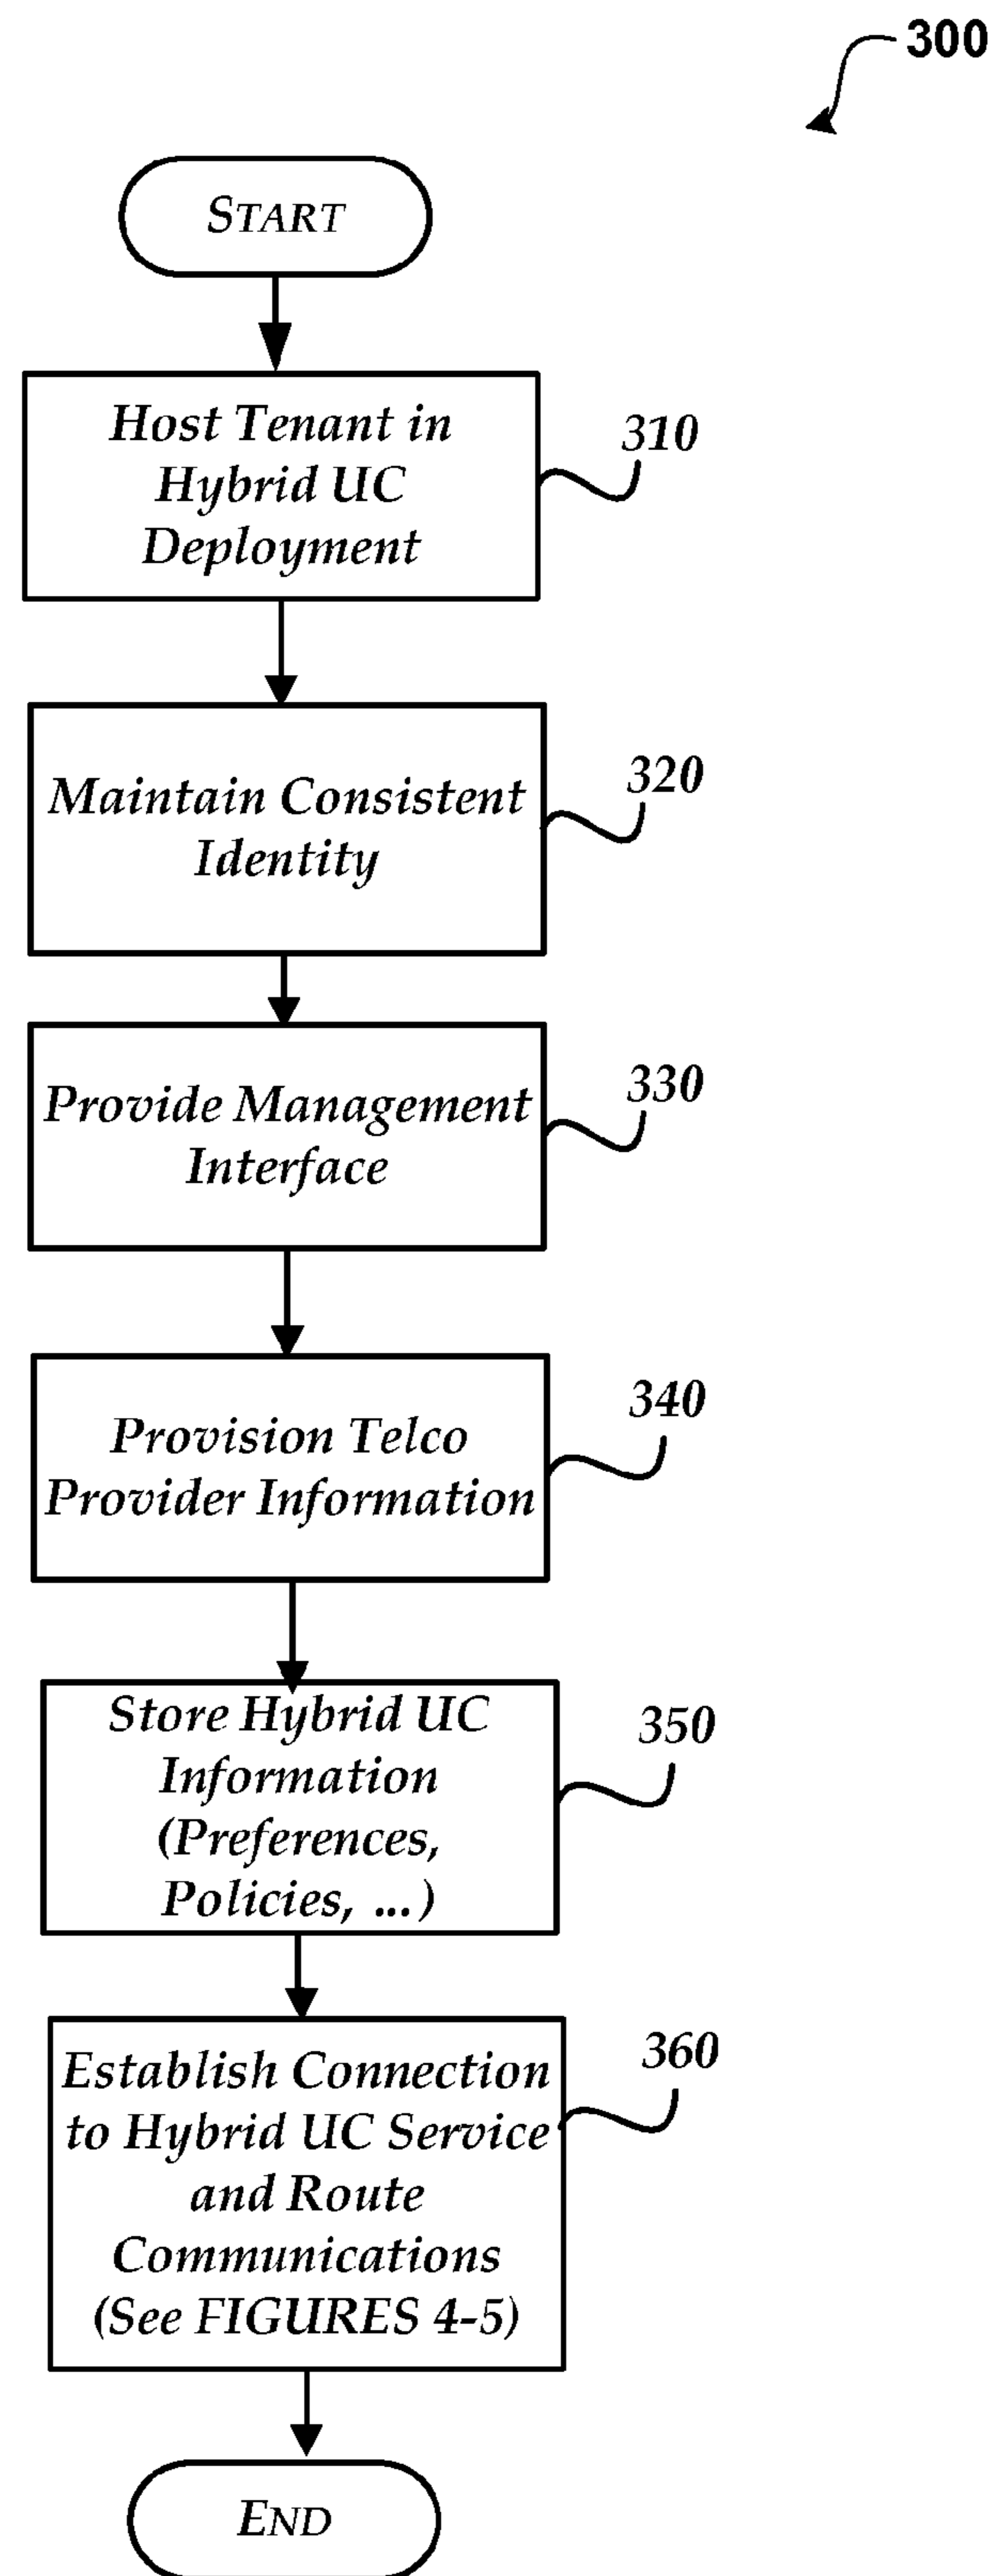 300
START
Host Tenant in
Hybrid UC
Deployment
310
Maintain Consistent
Identity
320
Provide Management
Interface
330
Provision Telco
Provider Information
340
Store Hybrid UC
Information
(Preferences,
Policies, ...)
350
Establish Connection
to Hybrid UC Service
and Route
Communications
(See FIGURES 4-5)
360
END